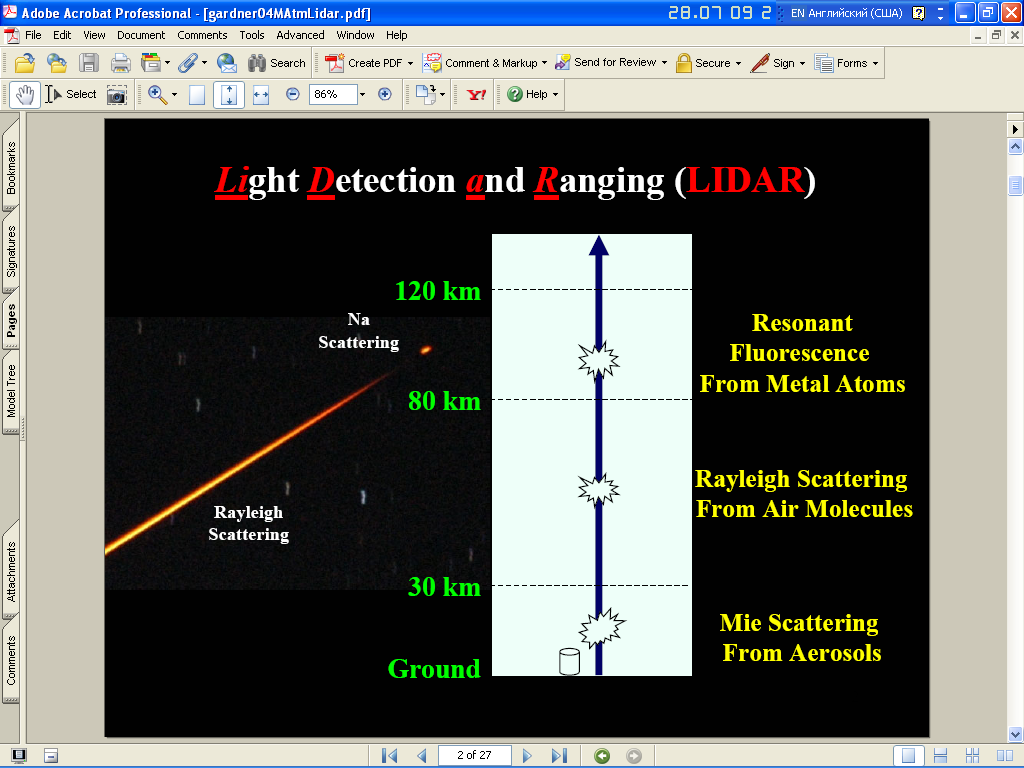 Adobe Acrobat Professional - [gardner04MAtmLidar.pdf]
28.07 09 2
EN Английский (США)
File Edit View Document Comments Tools Advanced Window Help
Search Create PDF Comment & Markup Send for Review Secure Sign Forms
Select 86% Y! Help
Bookmarks
Signatures
Pages
Model Tree
Attachments
Comments
Light Detection and Ranging (LIDAR)
120 km
Na
Scattering
Resonant
Fluorescence
From Metal Atoms
80 km
Rayleigh Scattering
From Air Molecules
Rayleigh
Scattering
30 km
Mie Scattering
From Aerosols
Ground
2 of 27